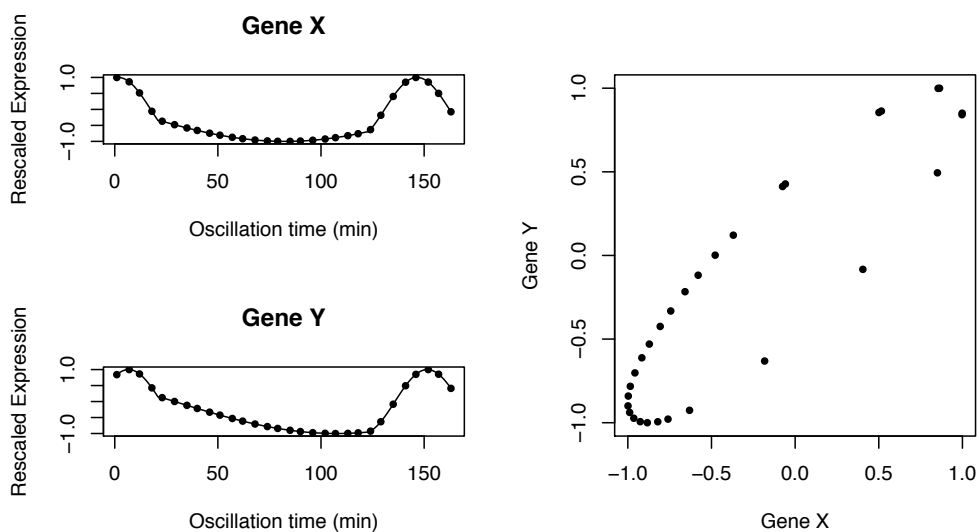 Gene X
Rescaled Expression
1.0
−1.0
0 50 100 150
Oscillation time (min)
Gene Y
Rescaled Expression
1.0
−1.0
0 50 100 150
Oscillation time (min)
Gene Y
1.0
0.5
0.0
−0.5
−1.0
−1.0 −0.5 0.0 0.5 1.0
Gene X